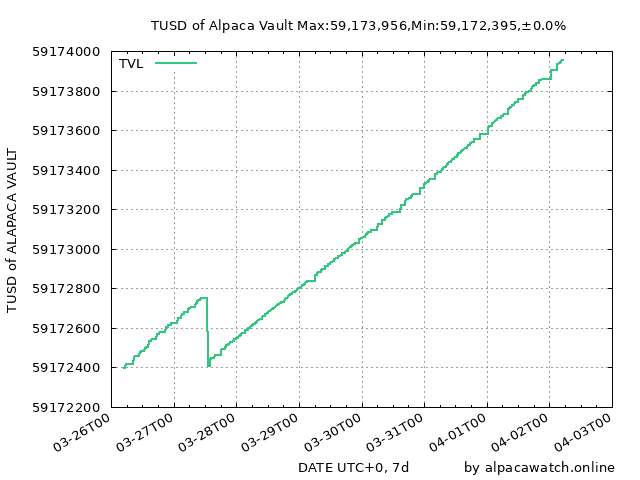 TUSD of Alpaca Vault Max:59,173,956,Min:59,172,395,±0.0%
TVL
TUSD of ALAPACA VAULT
59174000
59173800
59173600
59173400
59173200
59173000
59172800
59172600
59172400
59172200
03-26T00
03-27T00
03-28T00
03-29T00
03-30T00
03-31T00
04-01T00
04-02T00
04-03T00
DATE UTC+0, 7d
by alpacawatch.online